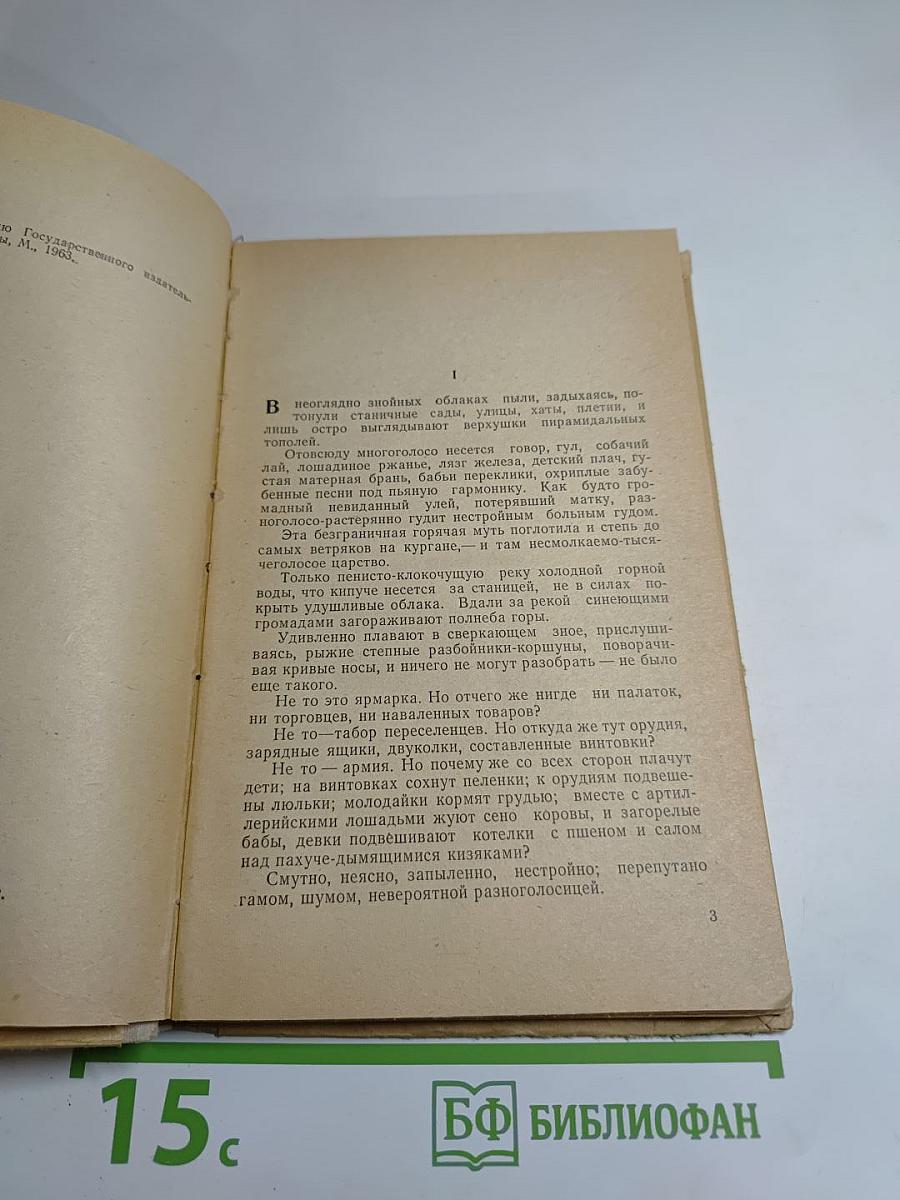 ю Государственного издатель-
ы, М., 1963.
.
I
В неоглядно знойных облаках пыли, задыхаясь, по-
тонули станичные сады, улицы, хаты, плетни, и
лишь остро выглядывают верхушки пирамидальных
тополей.
Отовсюду многоголосо несется говор, гул, собачий
лай, лошадиное ржанье, лязг железа, детский плач, гу-
стая матерная брань, бабьи переклики, охриплые забу-
бенные песни под пьяную гармонику. Как будто гро-
мадный невиданный улей, потерявший матку, раз-
ноголосо-растерянно гудит нестройным больным гудом.
Эта безграничная горячая муть поглотила и степь до
самых ветряков на кургане,— и там несмолкаемо-тыся-
чеголосое царство.
Только пенисто-клокочущую реку холодной горной
воды, что кипуче несется за станицей, не в силах по-
крыть удушливые облака. Вдали за рекой синеющими
громадами загораживают полнеба горы.
Удивленно плавают в сверкающем зное, прислуши-
ваясь, рыжие степные разбойники-коршуны, поворачи-
вая кривые носы, и ничего не могут разобрать — не было
еще такого.
Не то это ярмарка. Но отчего же нигде ни палаток,
ни торговцев, ни наваленных товаров?
Не то—табор переселенцев. Но откуда же тут орудия,
зарядные ящики, двуколки, составленные винтовки?
Не то — армия. Но почему же со всех сторон плачут
дети; на винтовках сохнут пеленки; к орудиям подвеше-
ны люльки; молодайки кормят грудью; вместе с артил-
лерийскими лошадьми жуют сено коровы, и загорелые
бабы, девки подвешивают котелки с пшеном и салом
над пахуче-дымящимися кизяками?
Смутно, неясно, запыленно, нестройно; перепутано
гамом, шумом, невероятной разноголосицей.
3
15 с
БФ БИБЛИОФАН